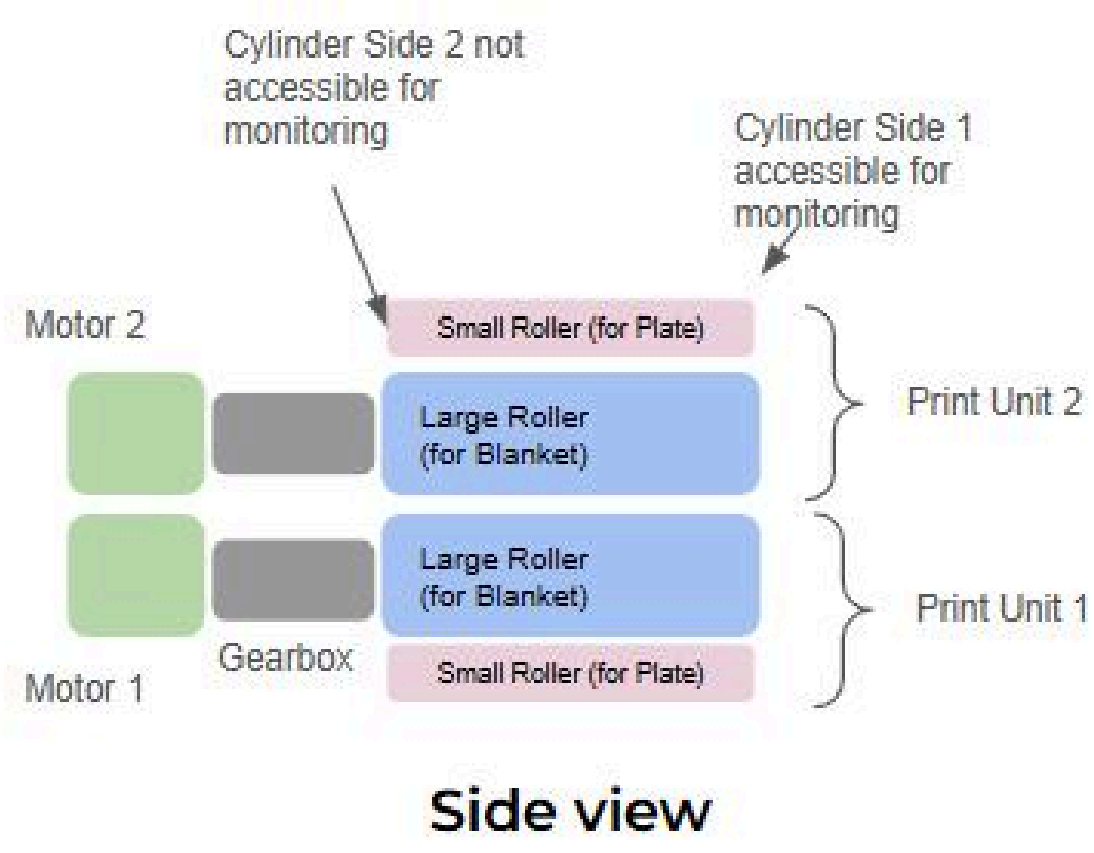 Cylinder Side 2 not
accessible for
monitoring
Cylinder Side 1
accessible for
monitoring
Motor 2
Small Roller (for Plate)
Large Roller
(for Blanket)
Print Unit 2
Large Roller
(for Blanket)
Print Unit 1
Gearbox
Small Roller (for Plate)
Motor 1
Side view